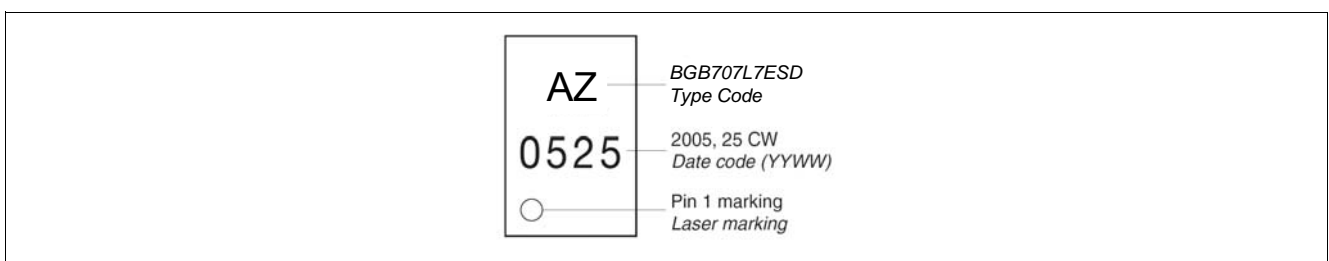 AZ
BGB707L7ESD
Type Code
0525
2005, 25 CW
Date code (YYWW)
Pin 1 marking
Laser marking